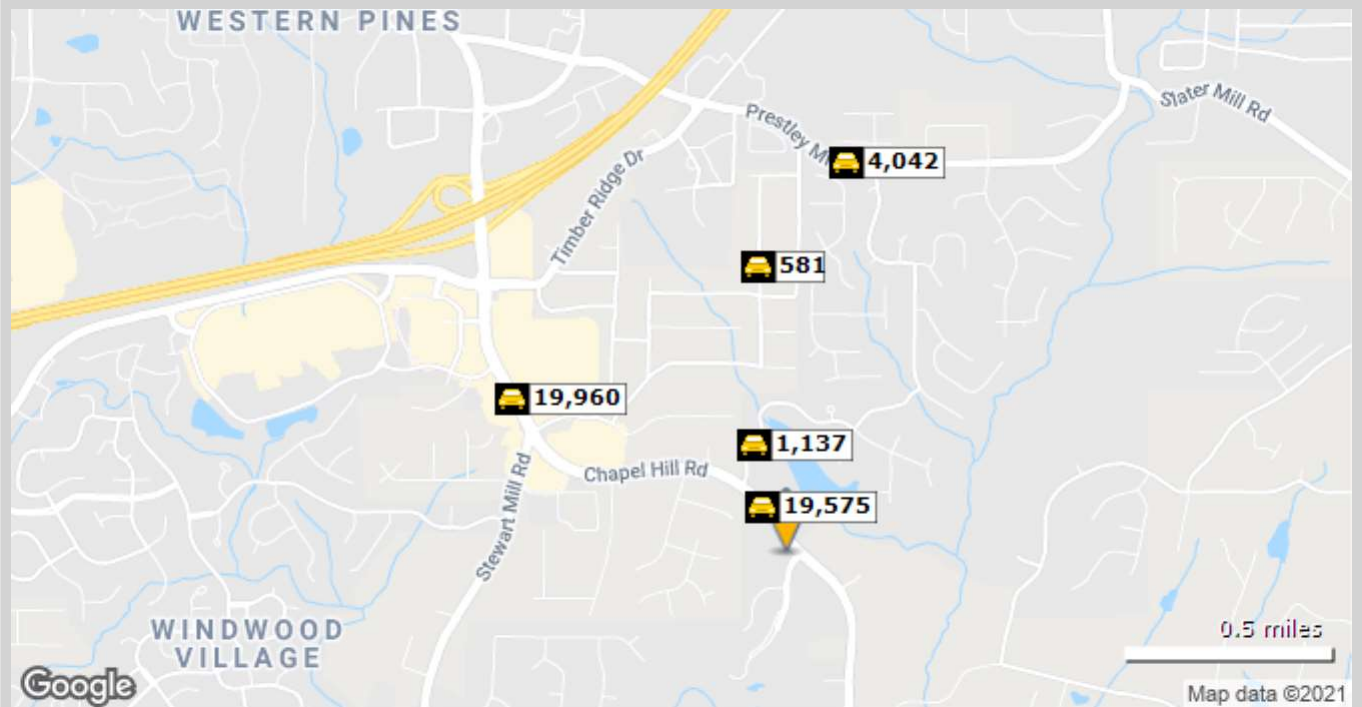 WESTERN PINES
Slater Mill Rd
Prestley Mi
4,042
Timber Ridge Dr
581
19,960
1,137
Chapel Hill Rd
19,575
Stewart Mill Rd
WINDWOOD
VILLAGE
0.5 miles
Google
Map data ©2021